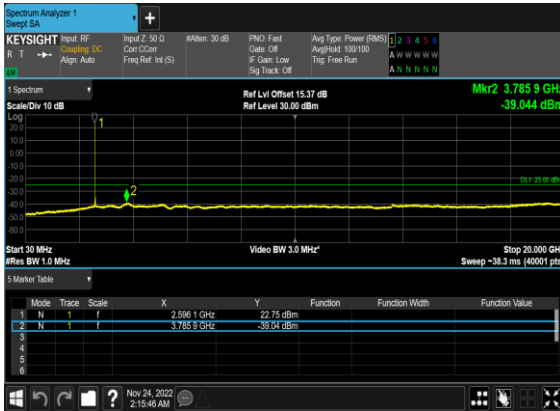 Spectrum Analyzer 1
Swept SA
+
KEYSIGHT Input: RF Input Z: 50 Ω #Atten: 30 dB PNO: Fast Avg Type: Power (RMS) 1 2 3 4 5 6
R T Coupling: DC Corr CCorr Gate: Off Avg|Hold: 100/100 A W W W W W
Align: Auto Freq Ref: Int (S) IF Gain: Low Trig: Free Run
Sig Track: Off A N N N N N
1 Spectrum Ref Lvl Offset 15.37 dB Mkr2 3.785 9 GHz
Scale/Div 10 dB Ref Level 30.00 dBm -39.044 dBm
Log
20.0
10.0
0.00
-10.0
-20.0
-30.0
-40.0
-50.0
-60.0
1
2
DL1 -25.00 dBm
Start 30 MHz Video BW 3.0 MHz* Stop 20.000 GHz
#Res BW 1.0 MHz Sweep ~38.3 ms (40001 pts)
5 Marker Table
Mode Trace Scale X Y Function Function Width Function Value
1 N 1 f 2.596 1 GHz 22.75 dBm
2 N 1 f 3.785 9 GHz -39.04 dBm
3
4
5
6
? Nov 24, 2022
2:15:46 AM